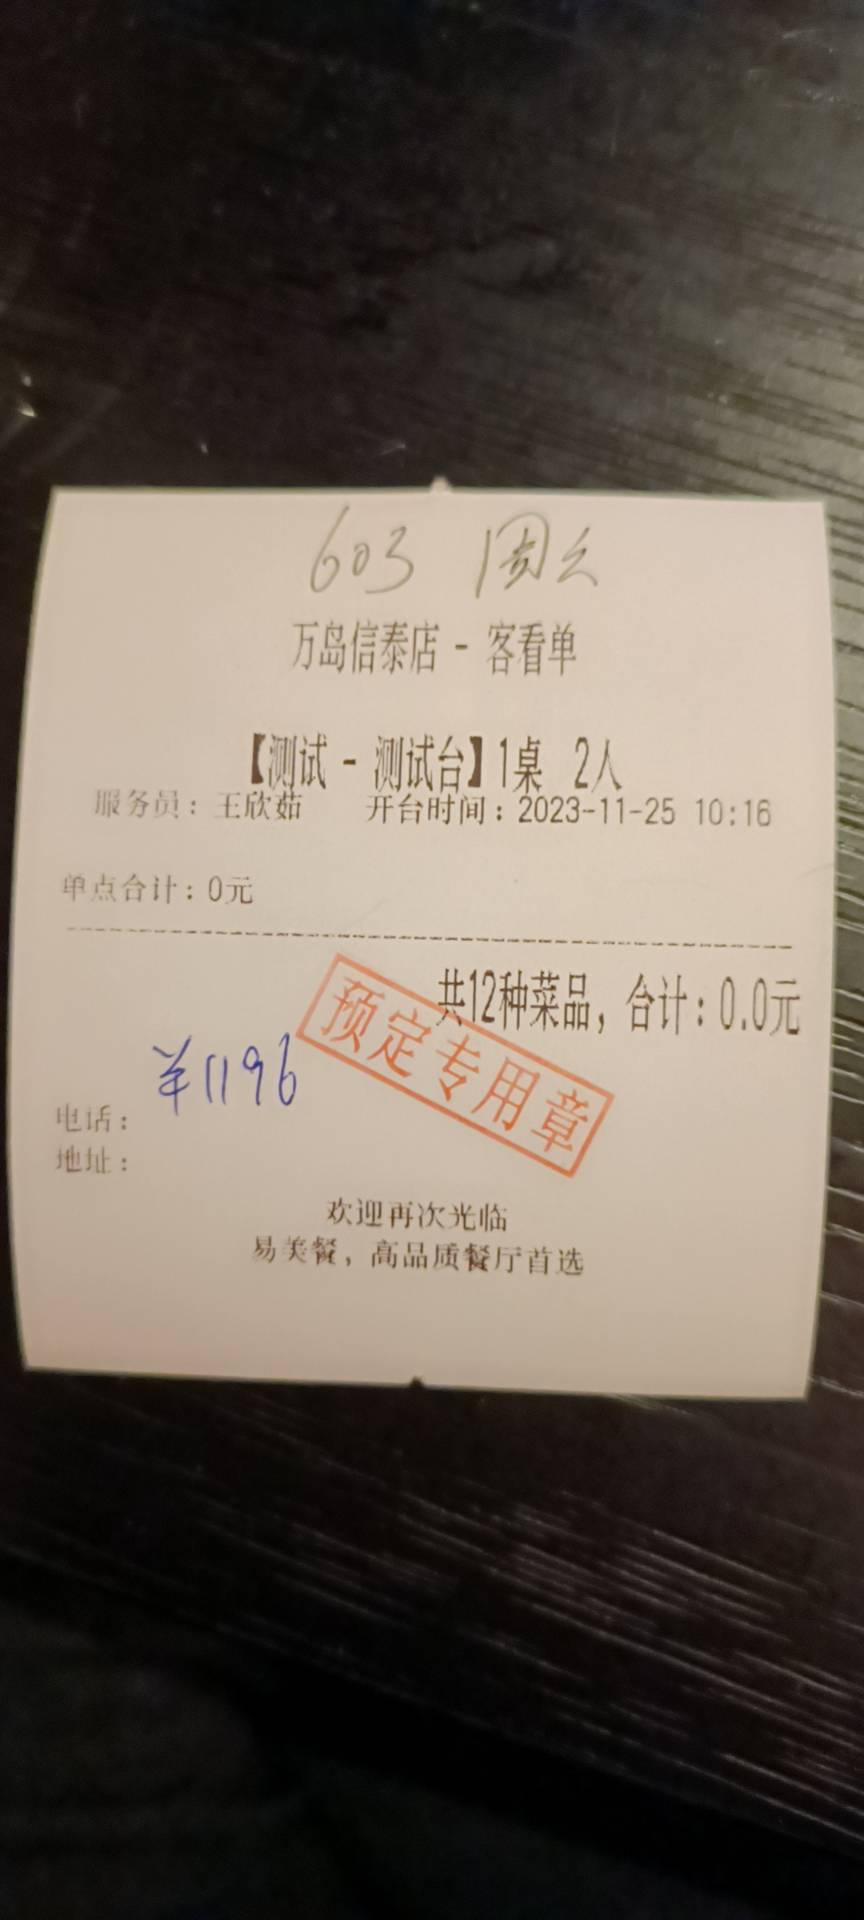 603
万岛信泰店 - 客看单
【测试 - 测试台】1桌 2人
服务员：王欣茹 开台时间：2023-11-25 10:16
单点合计：0元
共12种菜品，合计：0.0元
预定专用章
¥1196
电话：
地址：
欢迎再次光临
易美餐，高品质餐厅首选